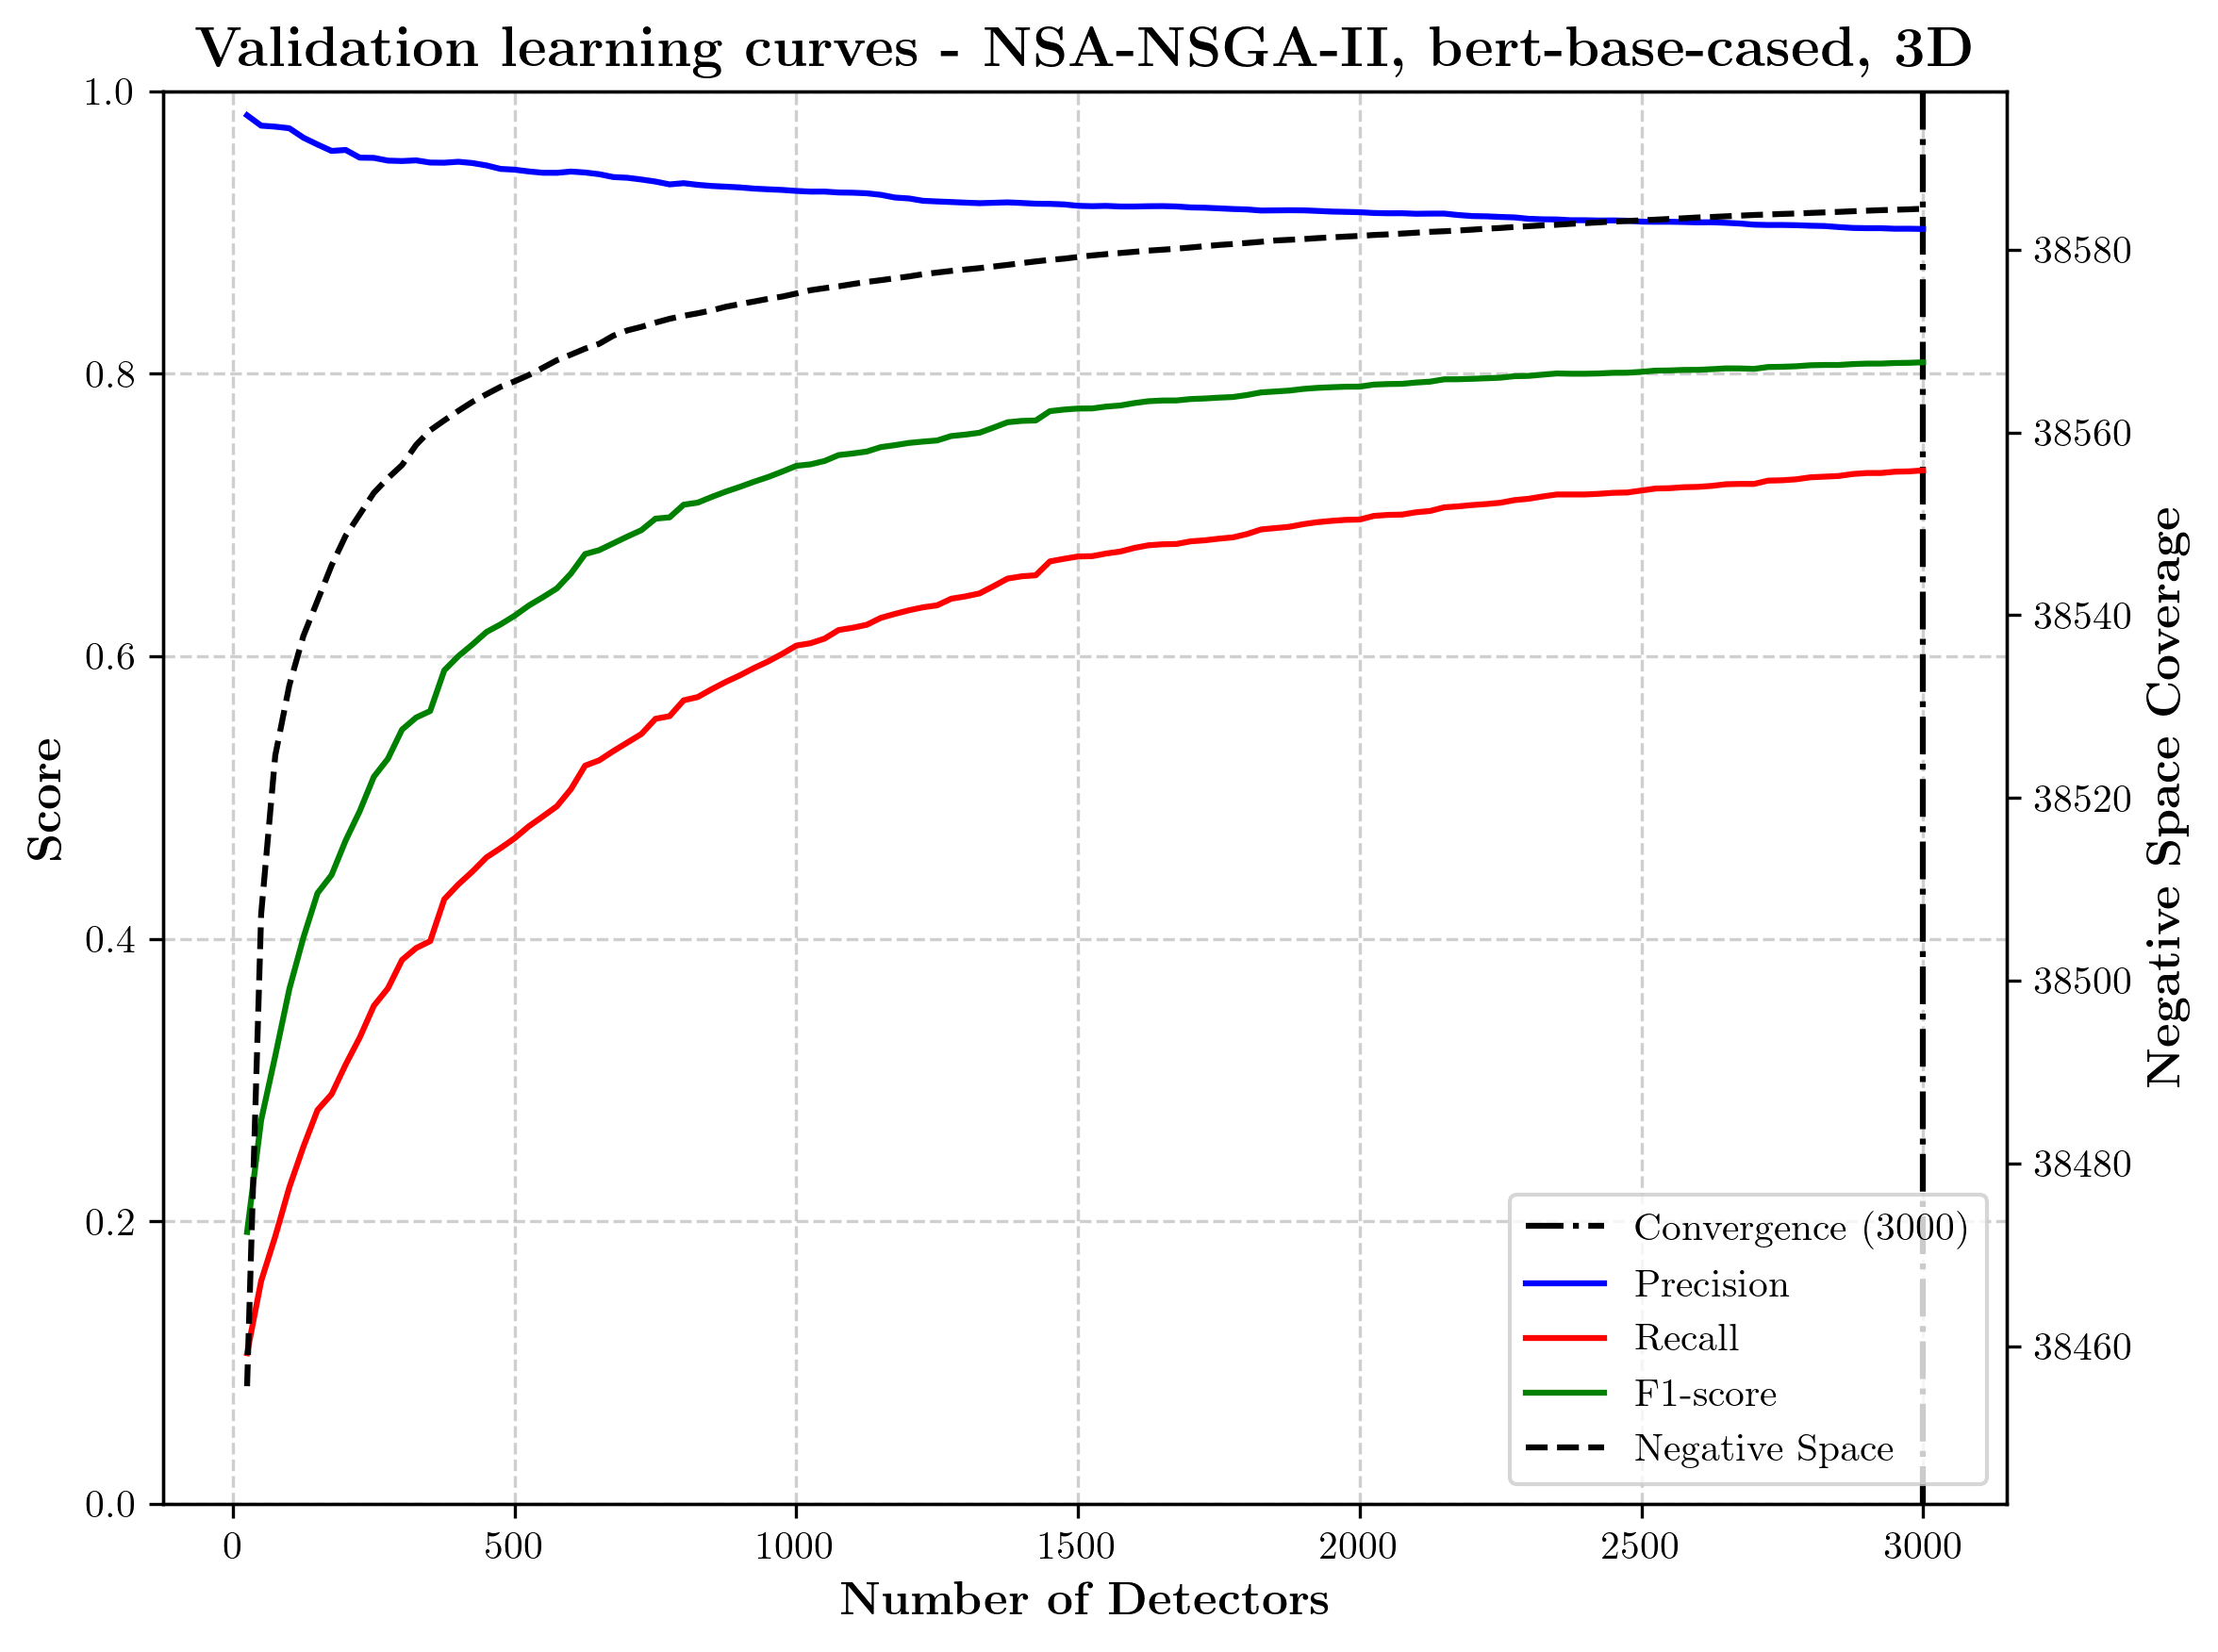 Validation learning curves - NSA-NSGA-II, bert-base-cased, 3D
1.0
0.8
0.6
0.4
0.2
0.0
Score
38580
38560
38540
38520
38500
38480
38460
Negative Space Coverage
Convergence (3000)
Precision
Recall
F1-score
Negative Space
0 500 1000 1500 2000 2500 3000
Number of Detectors